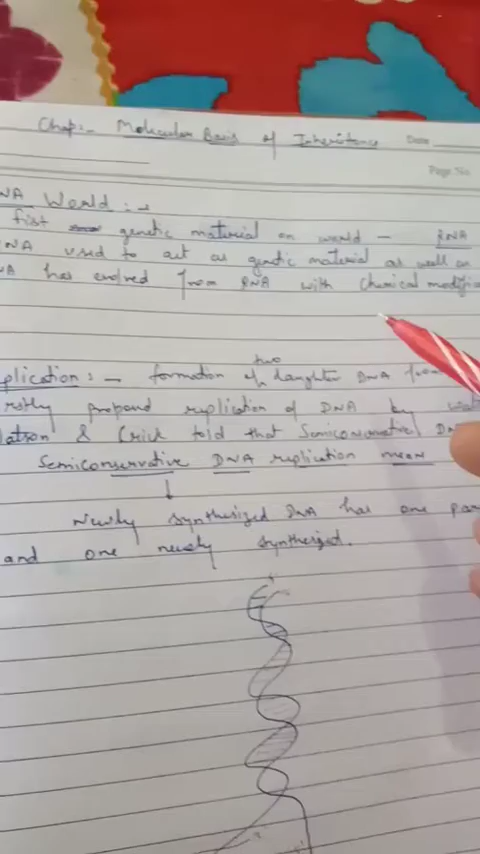 Chap:- Molecular Basis of Inheritance Date
Page No.
NA World :-
fist genetic material on world - RNA
NA used to act as genetic material as well as
NA has evolved from RNA with chemical modific
two
plication :- formation of daughter DNA from
rstly propand replication of DNA by wat
atson & Crick told that Semiconservative D
Semiconservative DNA replication mean
↓
Newly synthesized DNA has one par
and one newly synthesized.